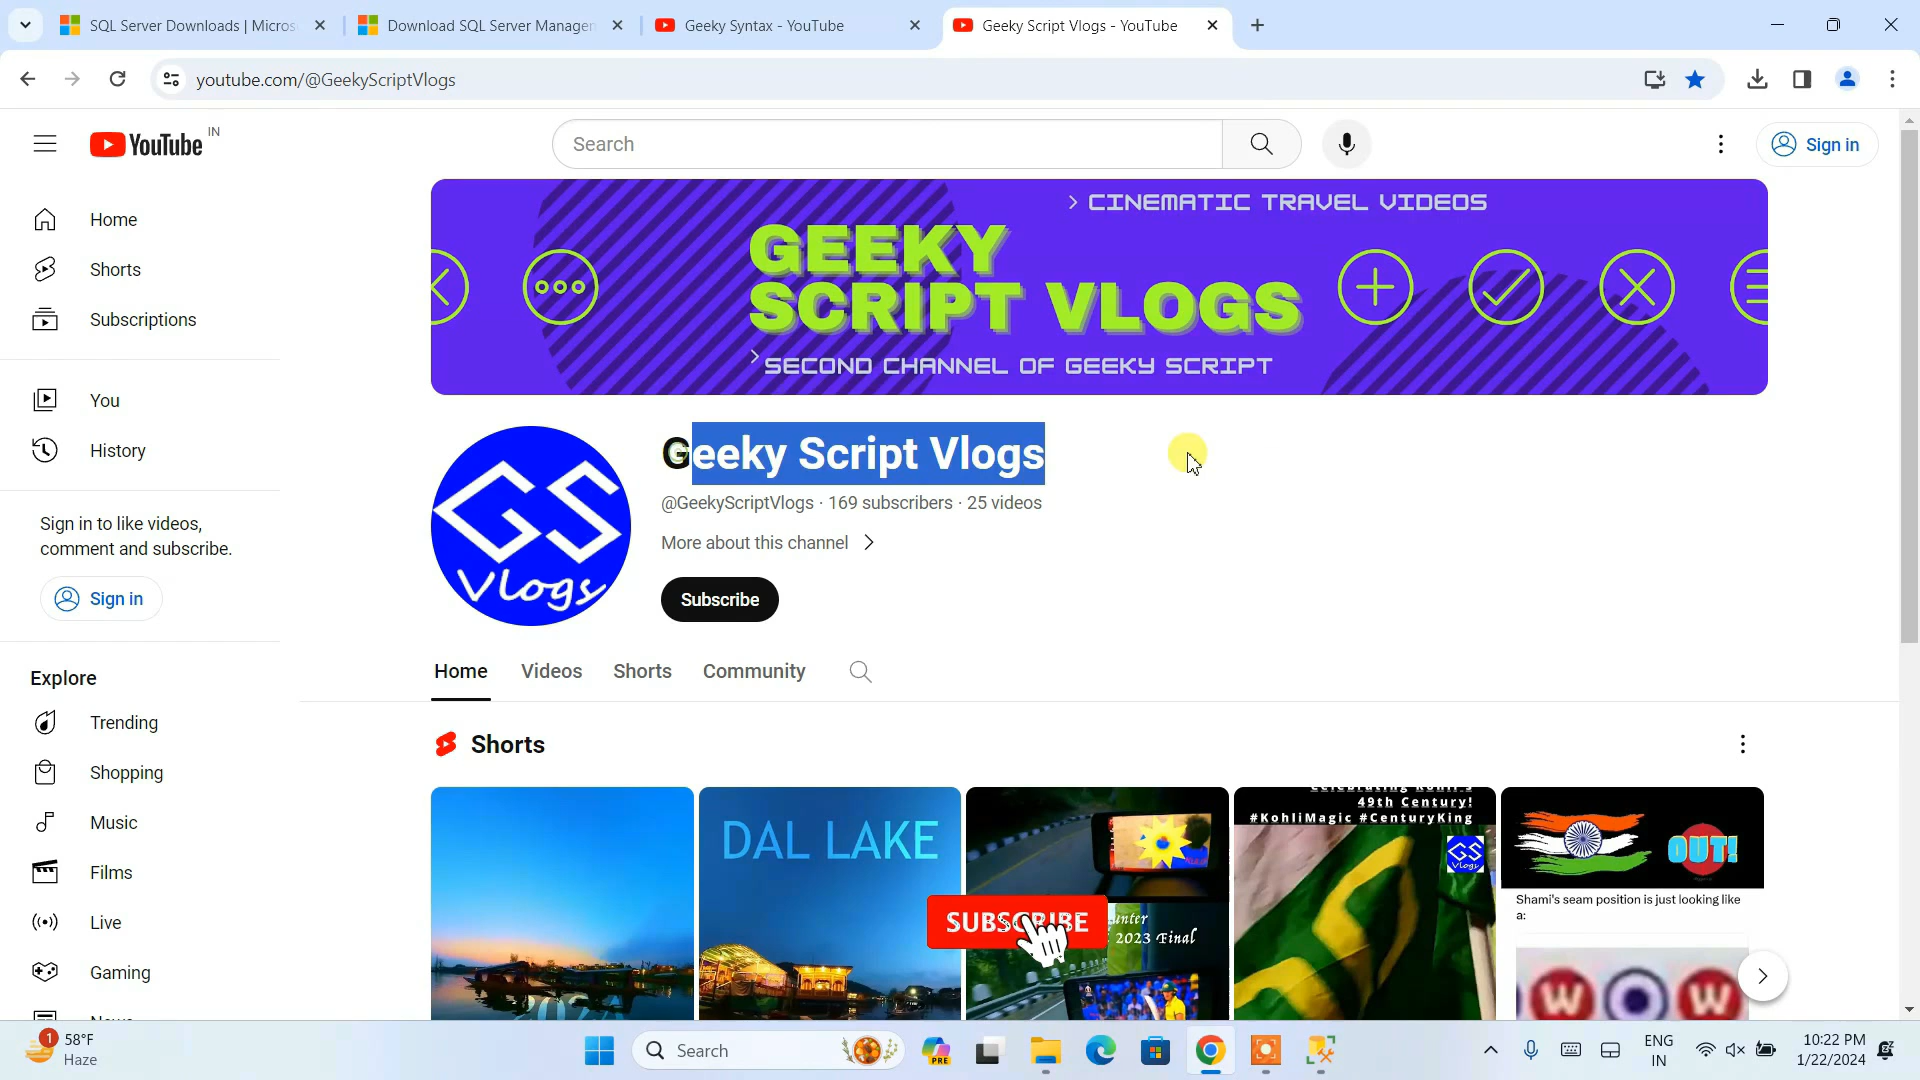 SQL Server Downloads | Micros
Download SQL Server Managem
Geeky Syntax - YouTube
Geeky Script Vlogs - YouTube
youtube.com/@GeekyScriptVlogs
YouTube IN
Search
Sign in
Home
Shorts
Subscriptions
You
History
Sign in to like videos,
comment and subscribe.
Sign in
Explore
Trending
Shopping
Music
Films
Live
Gaming
> CINEMATIC TRAVEL VIDEOS
GEEKY
SCRIPT VLOGS
> SECOND CHANNEL OF GEEKY SCRIPT
GS
Vlogs
Geeky Script Vlogs
@GeekyScriptVlogs · 169 subscribers · 25 videos
More about this channel
Subscribe
Home Videos Shorts Community
Shorts
DAL LAKE
SUBSCRIBE
2023 Final
49th Century!
#KohliMagic #CenturyKing
GS
Vlogs
OUT!
Shami's seam position is just looking like
a:
W W
1
58°F
Haze
Search
PRE
ENG
IN
10:22 PM
1/22/2024